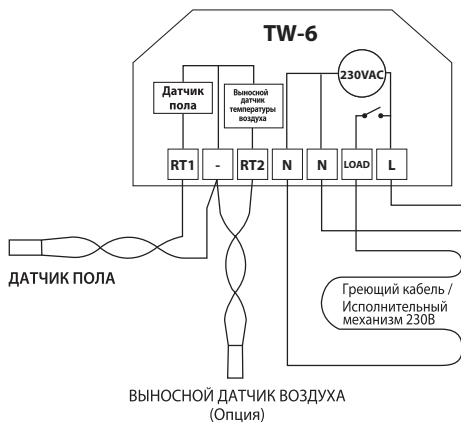 TW-6
230VAC
Датчик
пола
Выносной
датчик
температуры
воздуха
RT1 - RT2 N N LOAD L
ДАТЧИК ПОЛА
Греющий кабель /
Исполнительный
механизм 230В
ВЫНОСНОЙ ДАТЧИК ВОЗДУХА
(Опция)